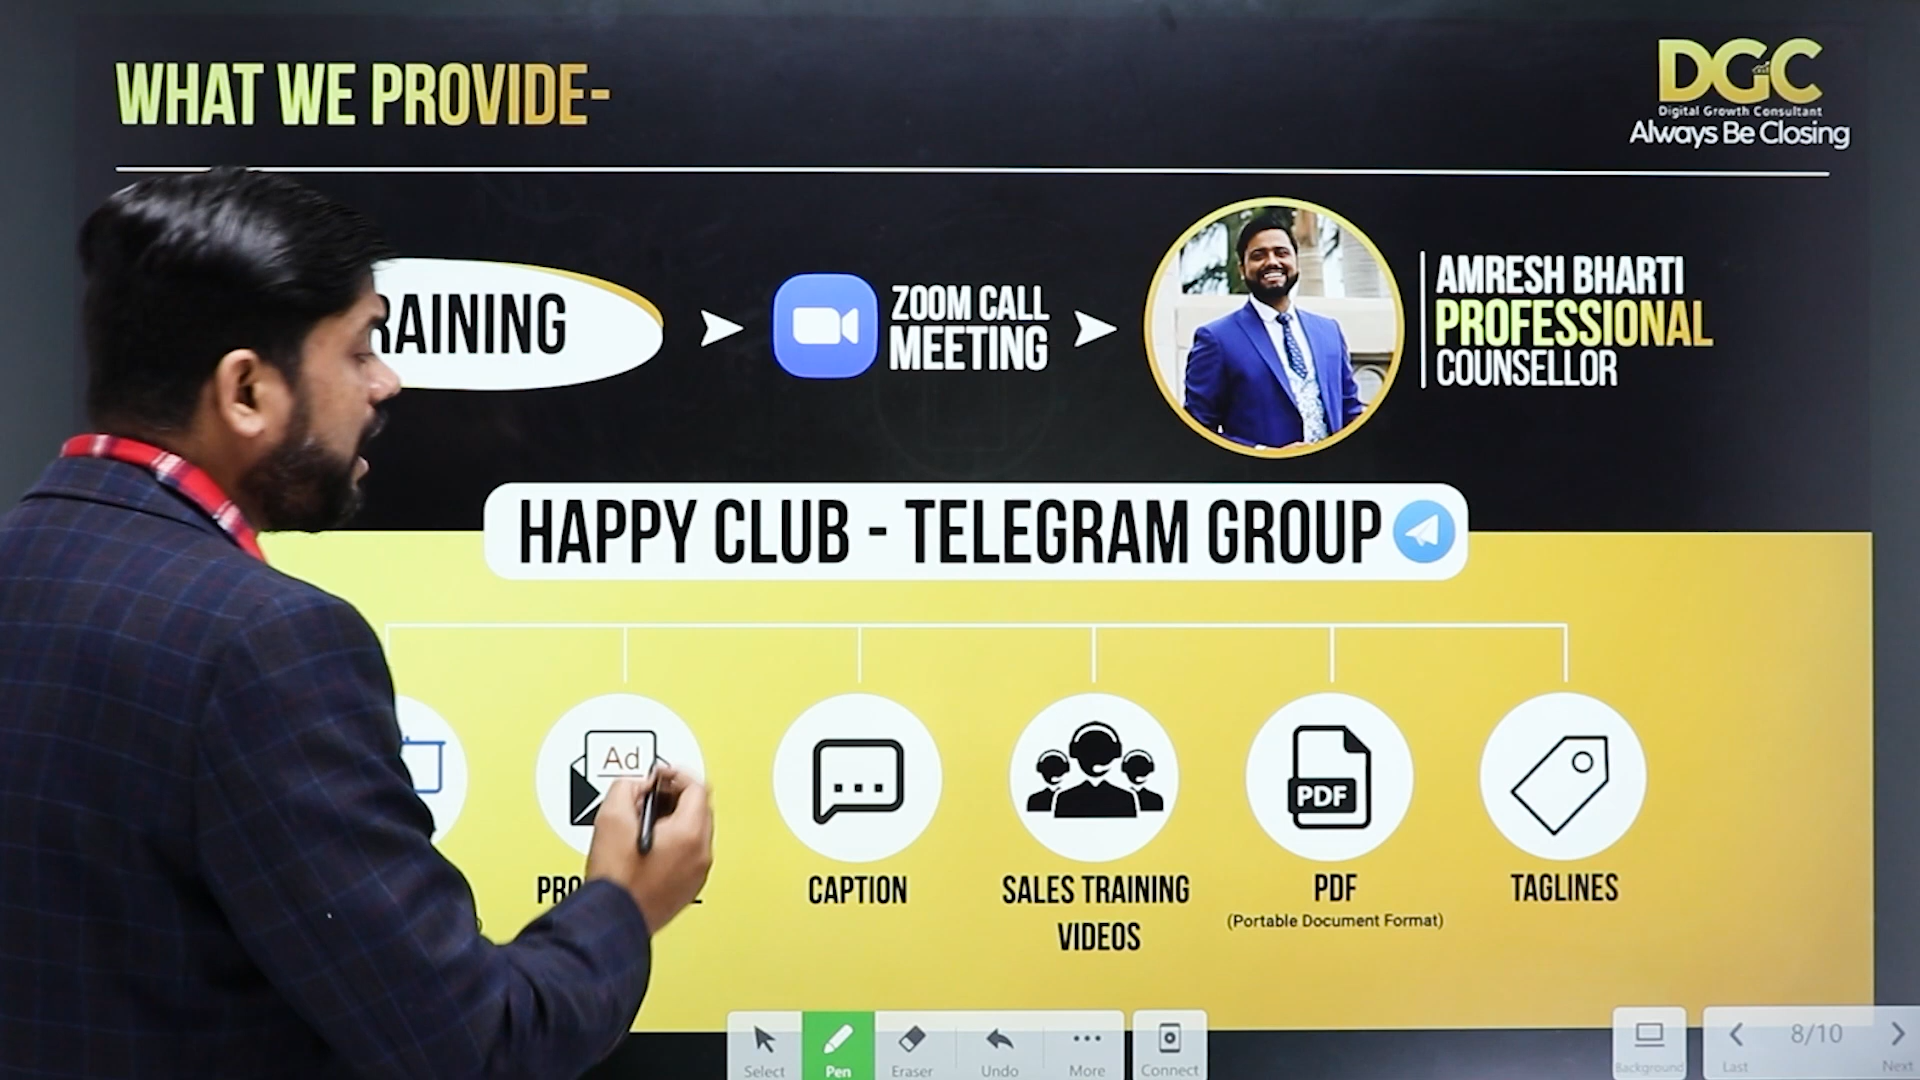 WHAT WE PROVIDE-
DGC
Digital Growth Consultant
Always Be Closing
RAINING
ZOOM CALL
MEETING
AMRESH BHARTI
PROFESSIONAL
COUNSELLOR
HAPPY CLUB - TELEGRAM GROUP
Ad
PDF
CAPTION
SALES TRAINING
VIDEOS
PDF
(Portable Document Format)
TAGLINES
Select
Pen
Eraser
Undo
More
Connect
Background
Last
8/10
Next